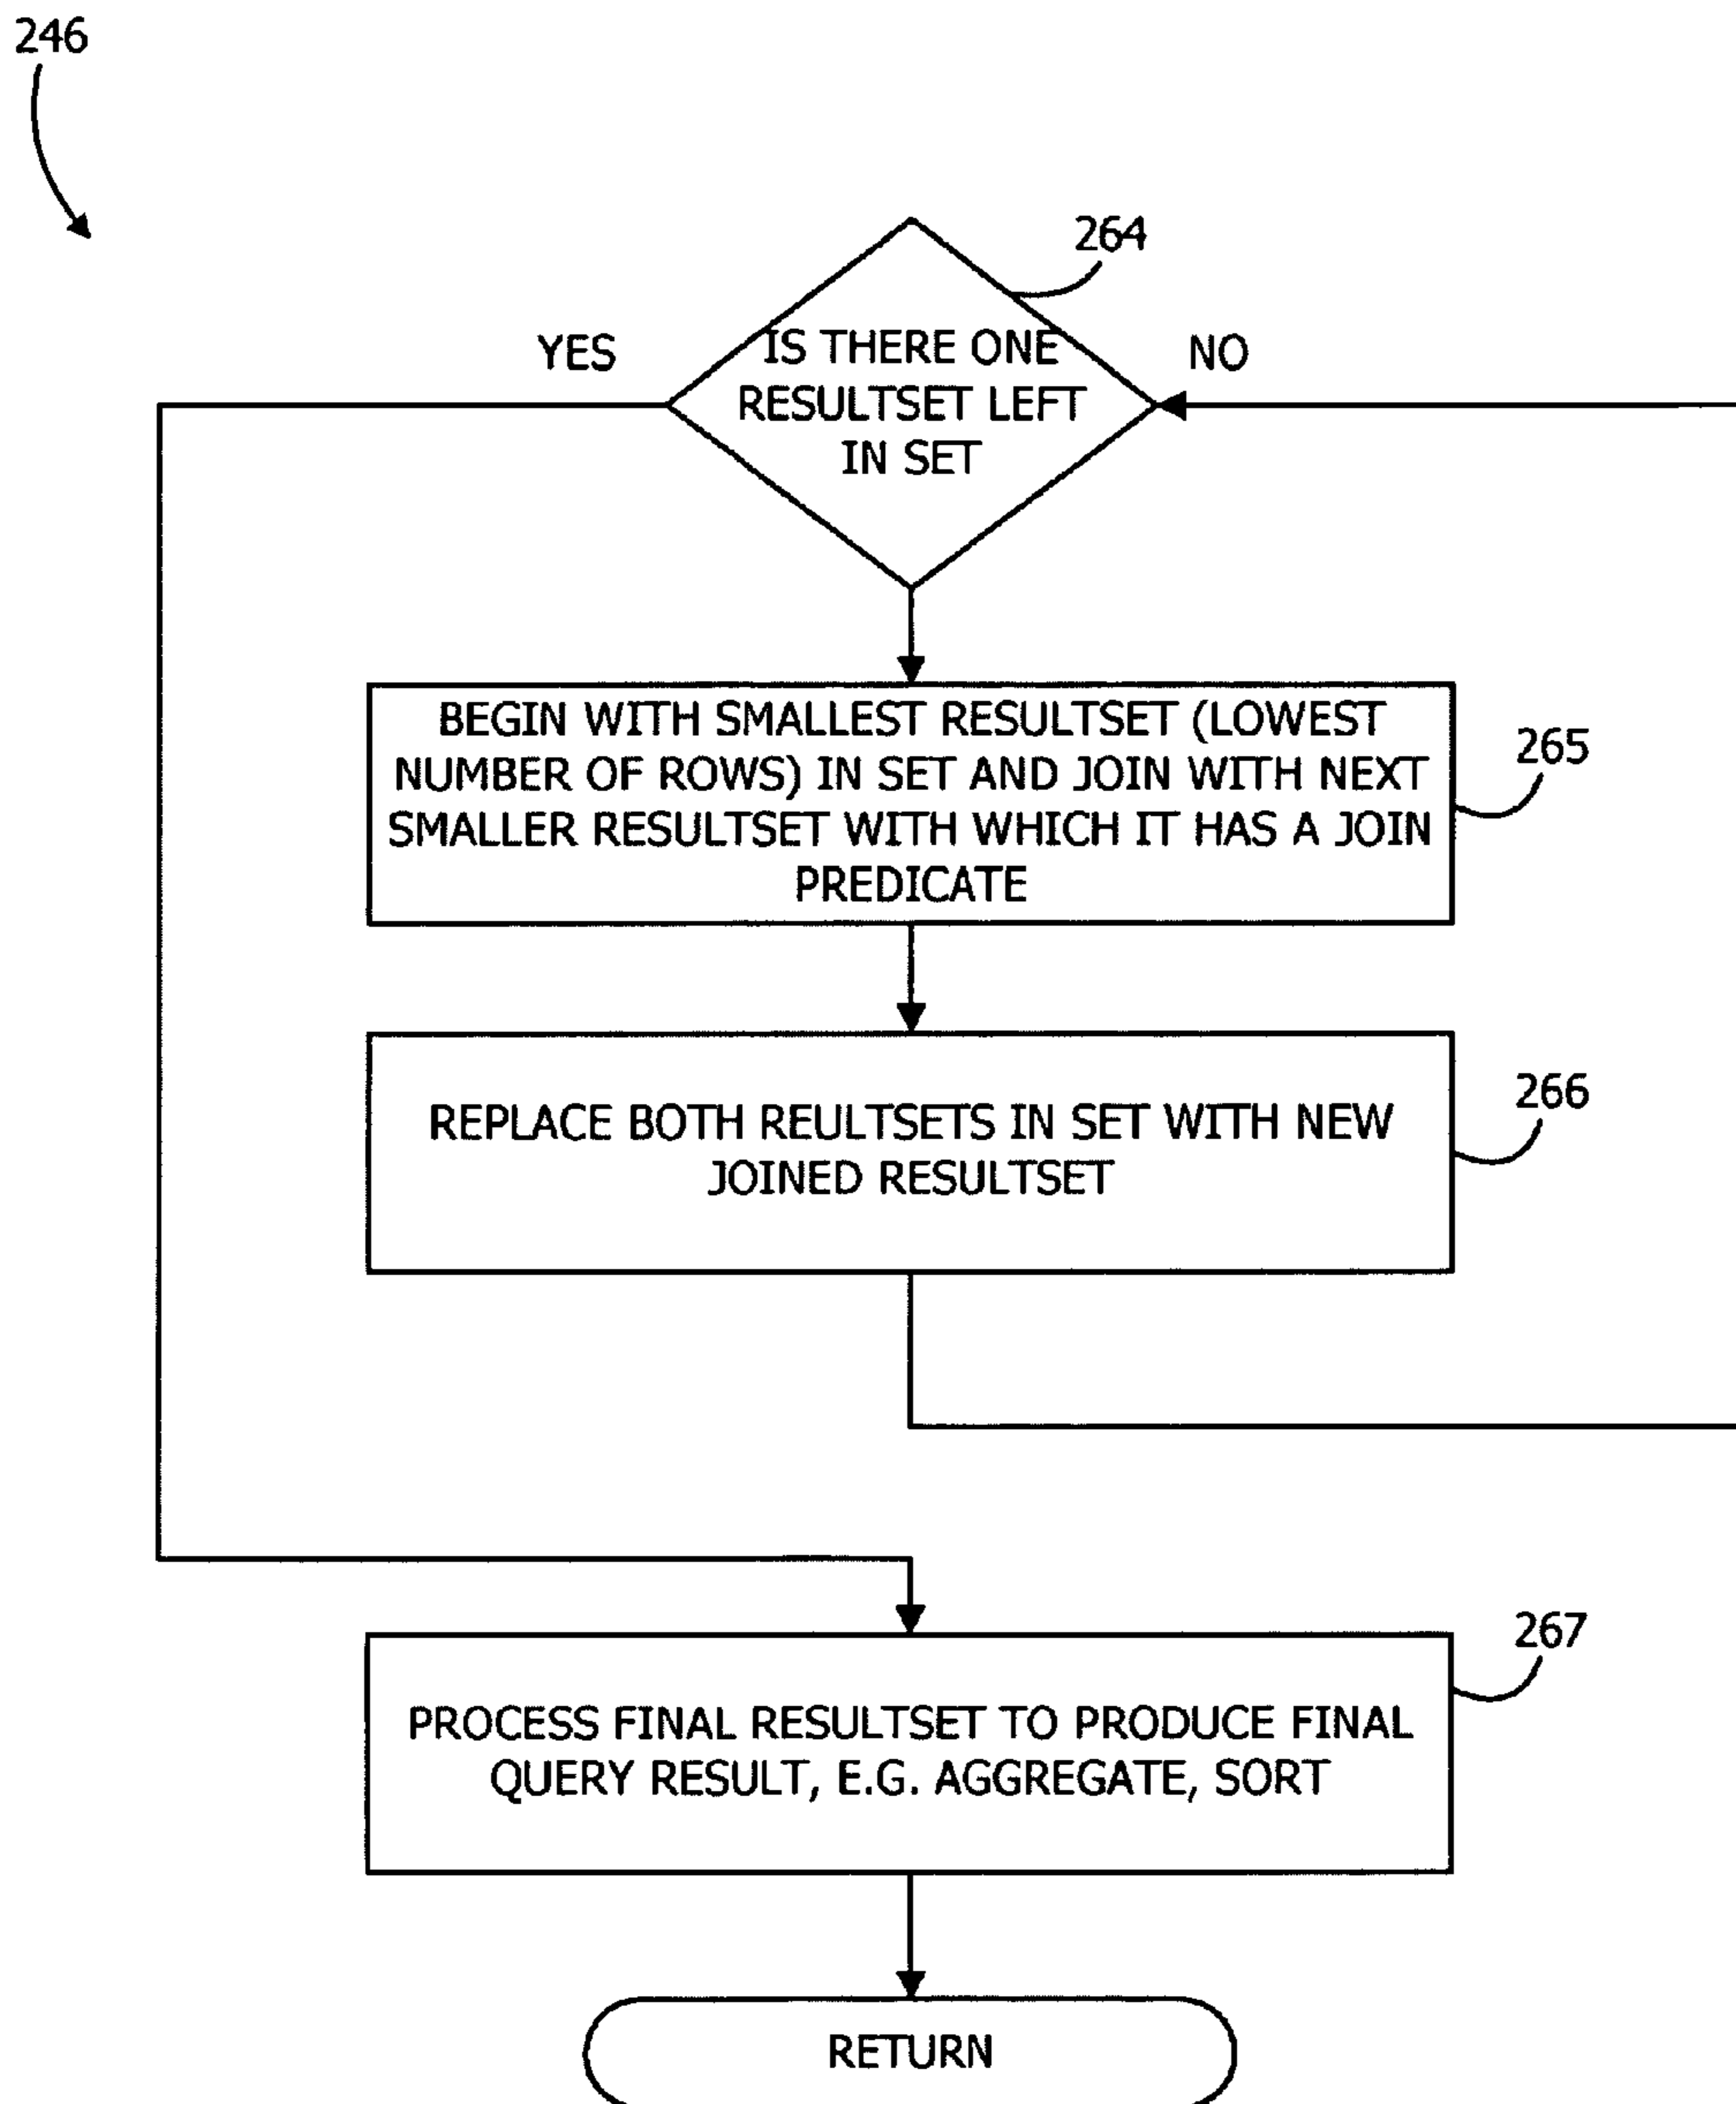 246
264
YES
NO
IS THERE ONE
RESULTSET LEFT
IN SET
BEGIN WITH SMALLEST RESULTSET (LOWEST
NUMBER OF ROWS) IN SET AND JOIN WITH NEXT
SMALLER RESULTSET WITH WHICH IT HAS A JOIN
PREDICATE
265
REPLACE BOTH REULTSETS IN SET WITH NEW
JOINED RESULTSET
266
PROCESS FINAL RESULTSET TO PRODUCE FINAL
QUERY RESULT, E.G. AGGREGATE, SORT
267
RETURN